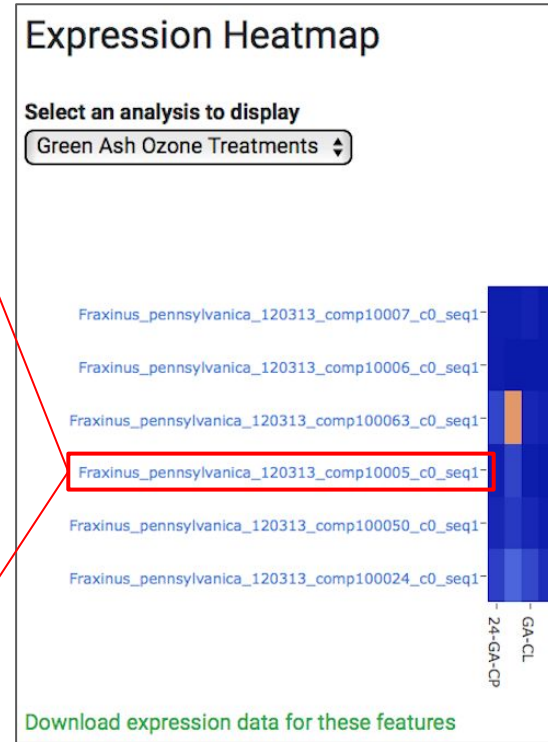 Expression Heatmap
Select an analysis to display
Green Ash Ozone Treatments
Fraxinus_pennsylvanica_120313_comp10007_c0_seq1
Fraxinus_pennsylvanica_120313_comp10006_c0_seq1
Fraxinus_pennsylvanica_120313_comp100063_c0_seq1
Fraxinus_pennsylvanica_120313_comp10005_c0_seq1
Fraxinus_pennsylvanica_120313_comp100050_c0_seq1
Fraxinus_pennsylvanica_120313_comp100024_c0_seq1
24-GA-CP
GA-CL
Download expression data for these features